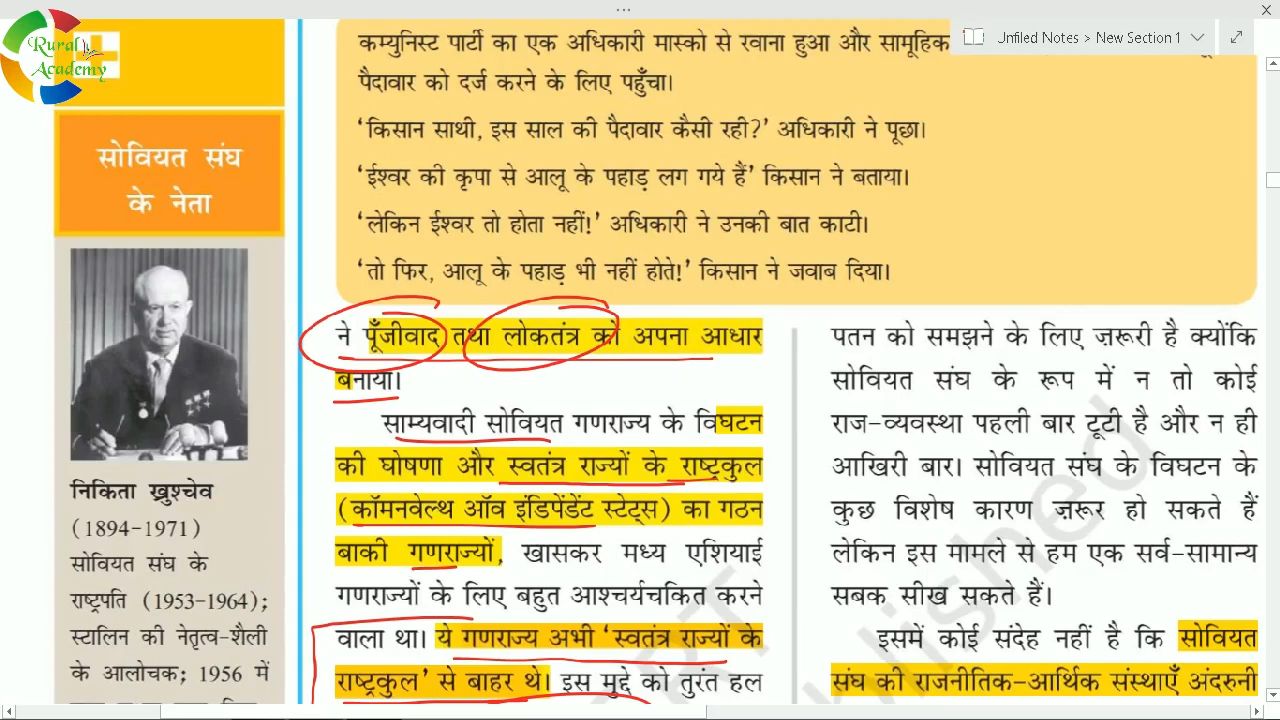 Rural
Academy
Jnfiled Notes > New Section 1
सोवियत संघ
के नेता
निकिता ख्रुश्चेव
(1894-1971)
सोवियत संघ के
राष्ट्रपति (1953-1964);
स्टालिन की नेतृत्व-शैली
के आलोचक; 1956 में
कम्युनिस्ट पार्टी का एक अधिकारी मास्को से रवाना हुआ और सामूहिक
पैदावार को दर्ज करने के लिए पहुँचा।
‘किसान साथी, इस साल की पैदावार कैसी रही?’ अधिकारी ने पूछा।
‘ईश्वर की कृपा से आलू के पहाड़ लग गये हैं’ किसान ने बताया।
‘लेकिन ईश्वर तो होता नहीं!’ अधिकारी ने उनकी बात काटी।
‘तो फिर, आलू के पहाड़ भी नहीं होते!’ किसान ने जवाब दिया।
ने पूँजीवाद तथा लोकतंत्र को अपना आधार
बनाया।
साम्यवादी सोवियत गणराज्य के विघटन
की घोषणा और स्वतंत्र राज्यों के राष्ट्रकुल
(कॉमनवेल्थ ऑव इंडिपेंडेंट स्टेट्स) का गठन
बाकी गणराज्यों, खासकर मध्य एशियाई
गणराज्यों के लिए बहुत आश्चर्यचकित करने
वाला था। ये गणराज्य अभी ‘स्वतंत्र राज्यों के
राष्ट्रकुल’ से बाहर थे। इस मुद्दे को तुरंत हल
पतन को समझने के लिए ज़रूरी है क्योंकि
सोवियत संघ के रूप में न तो कोई
राज-व्यवस्था पहली बार टूटी है और न ही
आखिरी बार। सोवियत संघ के विघटन के
कुछ विशेष कारण ज़रूर हो सकते हैं
लेकिन इस मामले से हम एक सर्व-सामान्य
सबक सीख सकते हैं।
इसमें कोई संदेह नहीं है कि सोवियत
संघ की राजनीतिक-आर्थिक संस्थाएँ अंदरुनी